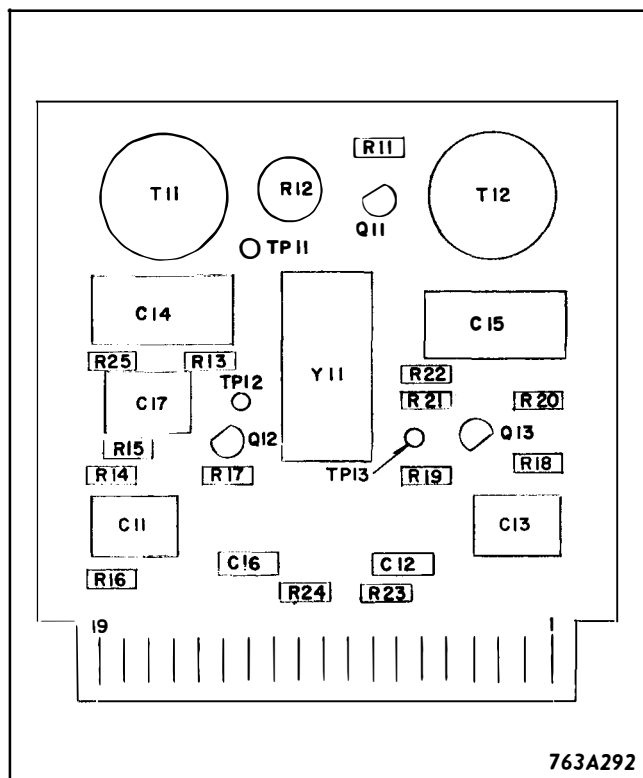 R11
T11
R12
T12
Q11
TP11
C14
C15
Y11
R25
R13
R22
TP12
C17
R21
R20
Q12
Q13
R15
TP13
R18
R14
R17
R19
C11
C13
C16
C12
R16
R24
R23
19
1
763A292